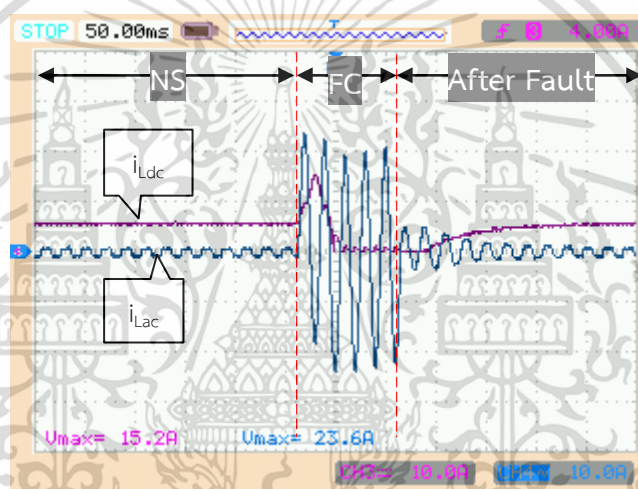 STOP 50.00ms T f 3 4.00A
NS FC After Fault
iLdc
iLac
Vmax= 15.2A Vmax= 23.6A
CH3= 10.0A 10.0A